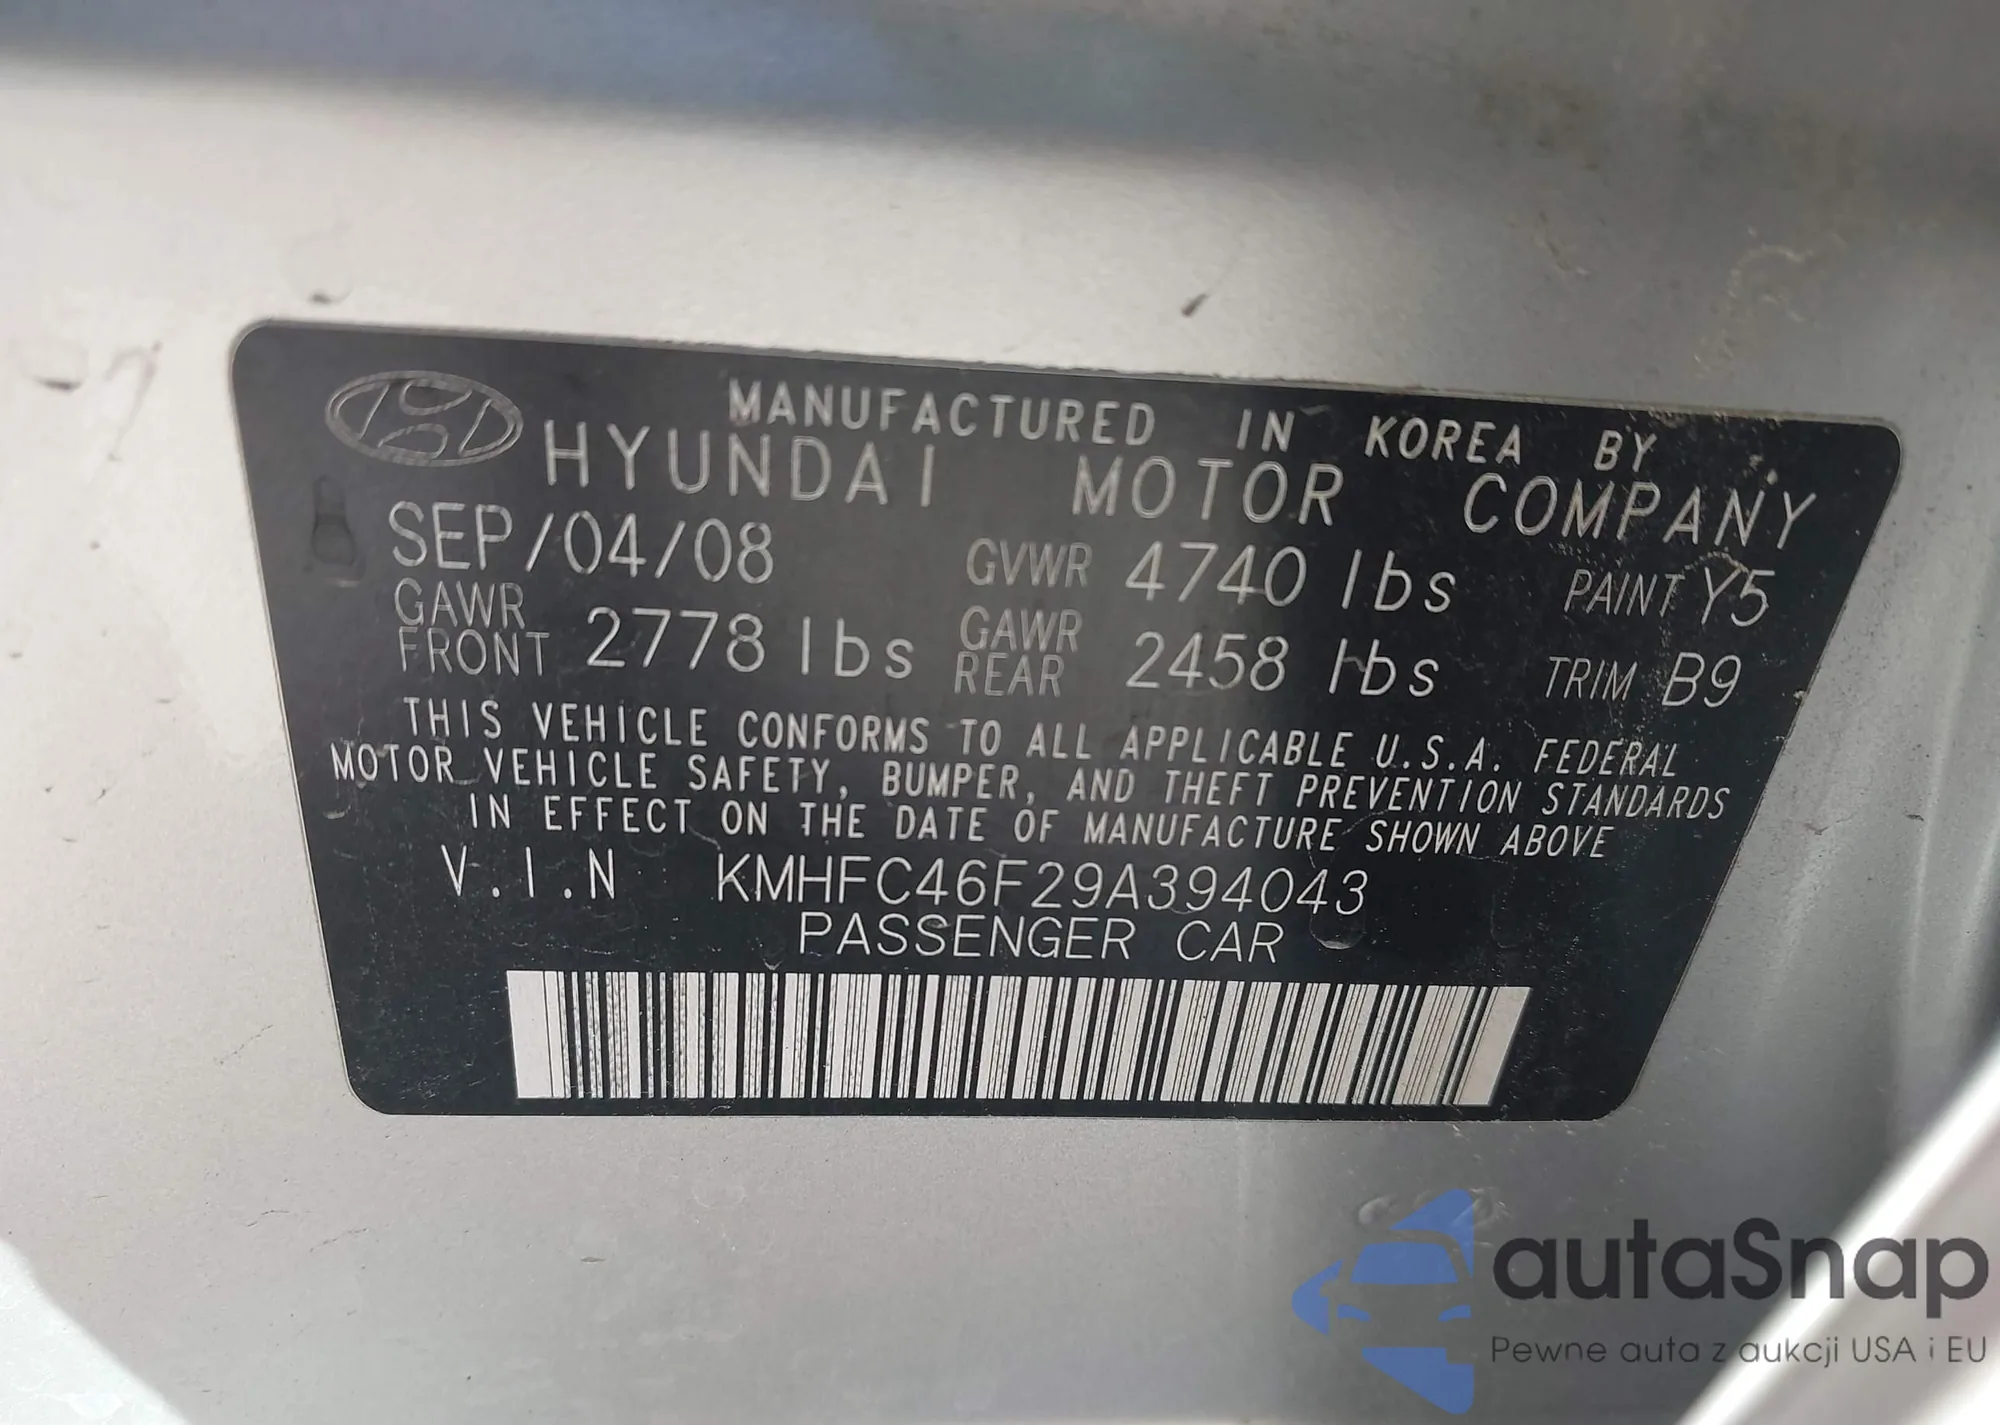 MANUFACTURED IN KOREA BY
HYUNDAI MOTOR COMPANY
SEP/04/08 GVWR 4740 lbs PAINT Y5
GAWR FRONT 2778 lbs GAWR REAR 2458 lbs TRIM B9
THIS VEHICLE CONFORMS TO ALL APPLICABLE U.S.A. FEDERAL
MOTOR VEHICLE SAFETY, BUMPER, AND THEFT PREVENTION STANDARDS
IN EFFECT ON THE DATE OF MANUFACTURE SHOWN ABOVE
V.I.N KMHFC46F29A394043
PASSENGER CAR
autoSnap
Pewne auta z aukcji USA i EU